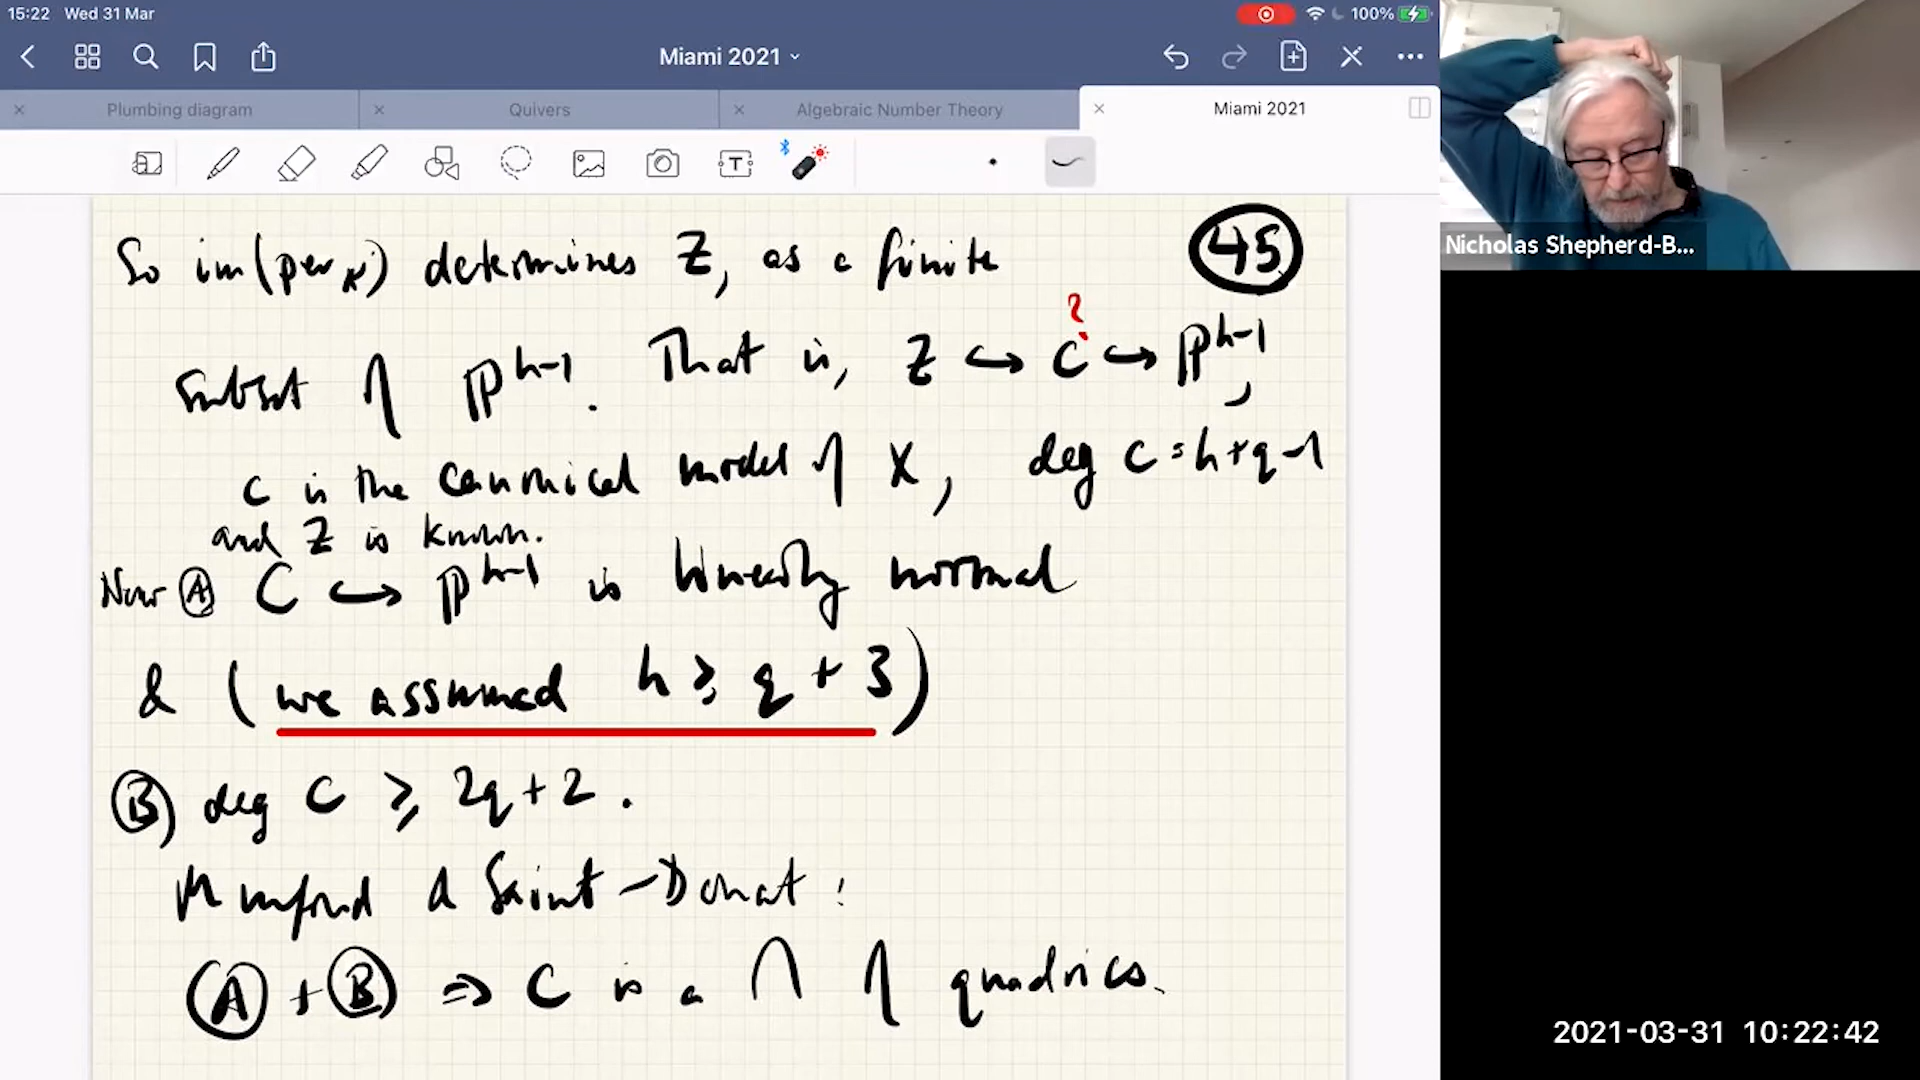 15:22 Wed 31 Mar
100%
Miami 2021
Plumbing diagram
Quivers
Algebraic Number Theory
Miami 2021
Nicholas Shepherd-B...
45
So im(per_X) determines Z, as a finite
subset of ℙ^{h-1}. That is, Z ↪ C ↪ ℙ^{h-1},
?
C is the canonical model of X, deg C = h+q-1
and Z is known.
Now Ⓐ C ↪ ℙ^{h-1} is linearly normal
& (we assumed h ≥ q + 3)
Ⓑ deg C ≥ 2q+2.
Mumford & Saint-Donat:
Ⓐ + Ⓑ ⇒ C is a ∩ of quadrics.
2021-03-31 10:22:42